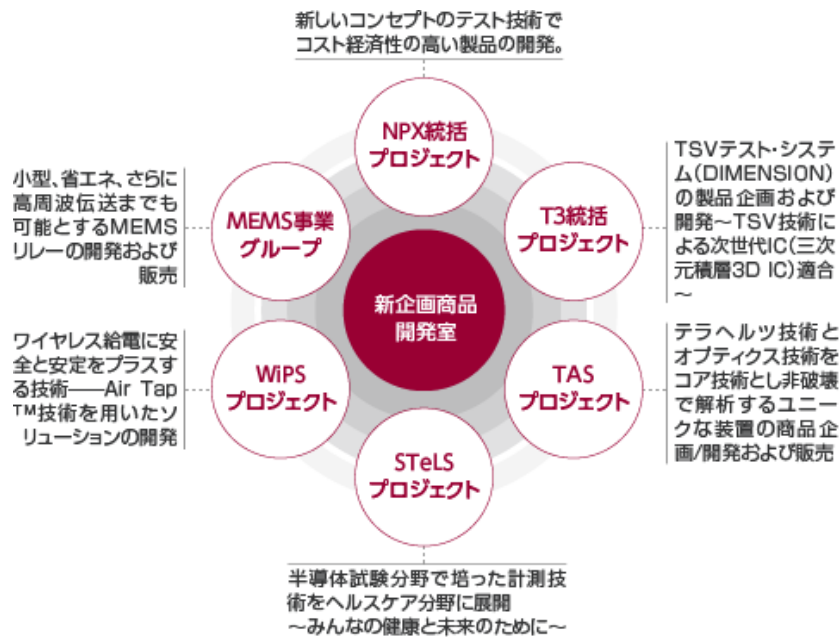 新しいコンセプトのテスト技術で
コスト経済性の高い製品の開発。
NPX統括
プロジェクト
TSVテスト・システ
ム(DIMENSION)
の製品企画および
開発～TSV技術に
よる次世代IC(三次
元積層3D IC)適合
～
T3統括
プロジェクト
小型、省エネ、さらに
高周波伝送までも
可能とするMEMS
リレーの開発および
販売
MEMS事業
グループ
新企画商品
開発室
ワイヤレス給電に安
全と安定をプラスす
る技術――Air Tap
™技術を用いたソ
リューションの開発
WiPS
プロジェクト
TAS
プロジェクト
テラヘルツ技術と
オプティクス技術を
コア技術とし非破壊
で解析するユニー
クな装置の商品企
画/開発および販売
STeLS
プロジェクト
半導体試験分野で培った計測技
術をヘルスケア分野に展開
～みんなの健康と未来のために～